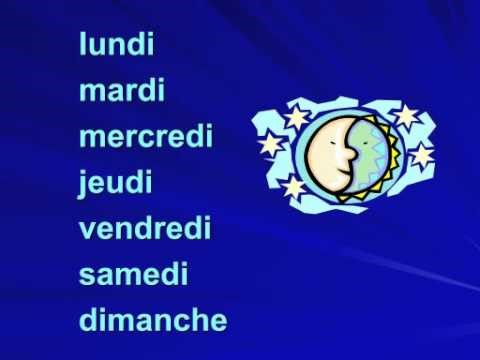 lundi
mardi
mercredi
jeudi
vendredi
samedi
dimanche